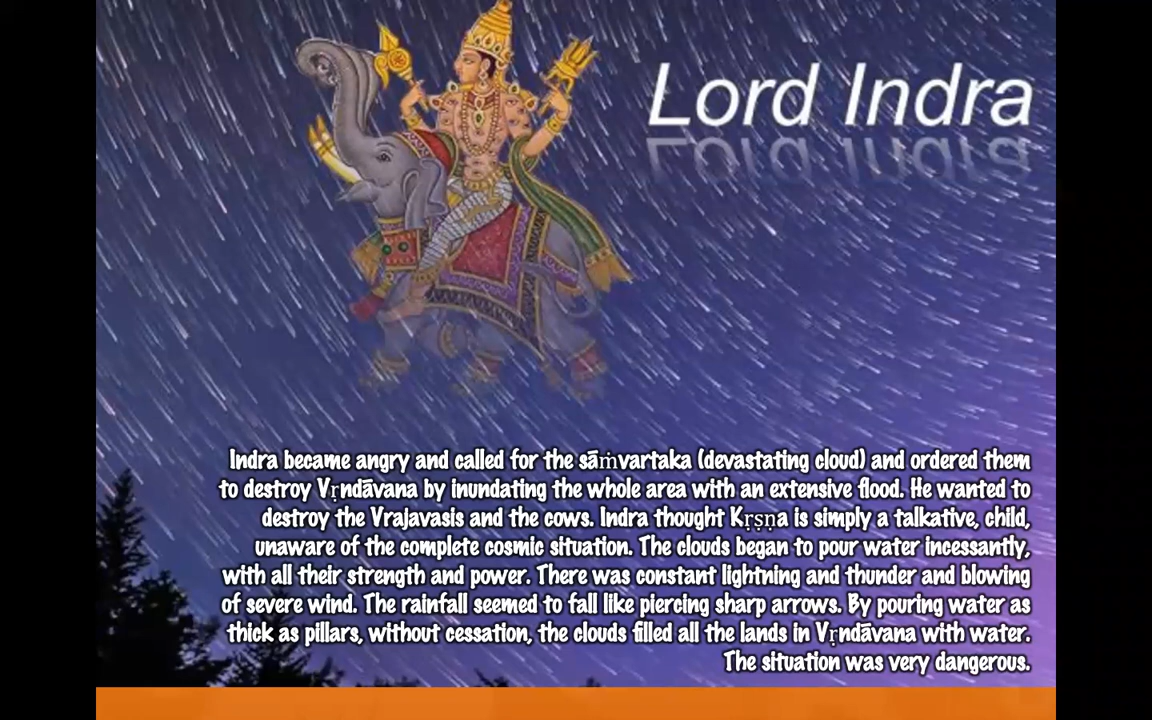 Lord Indra
Indra became angry and called for the sāṁvartaka (devastating cloud) and ordered them
to destroy Vṛndāvana by inundating the whole area with an extensive flood. He wanted to
destroy the Vrajavasis and the cows. Indra thought Kṛṣṇa is simply a talkative, child,
unaware of the complete cosmic situation. The clouds began to pour water incessantly,
with all their strength and power. There was constant lightning and thunder and blowing
of severe wind. The rainfall seemed to fall like piercing sharp arrows. By pouring water as
thick as pillars, without cessation, the clouds filled all the lands in Vṛndāvana with water.
The situation was very dangerous.